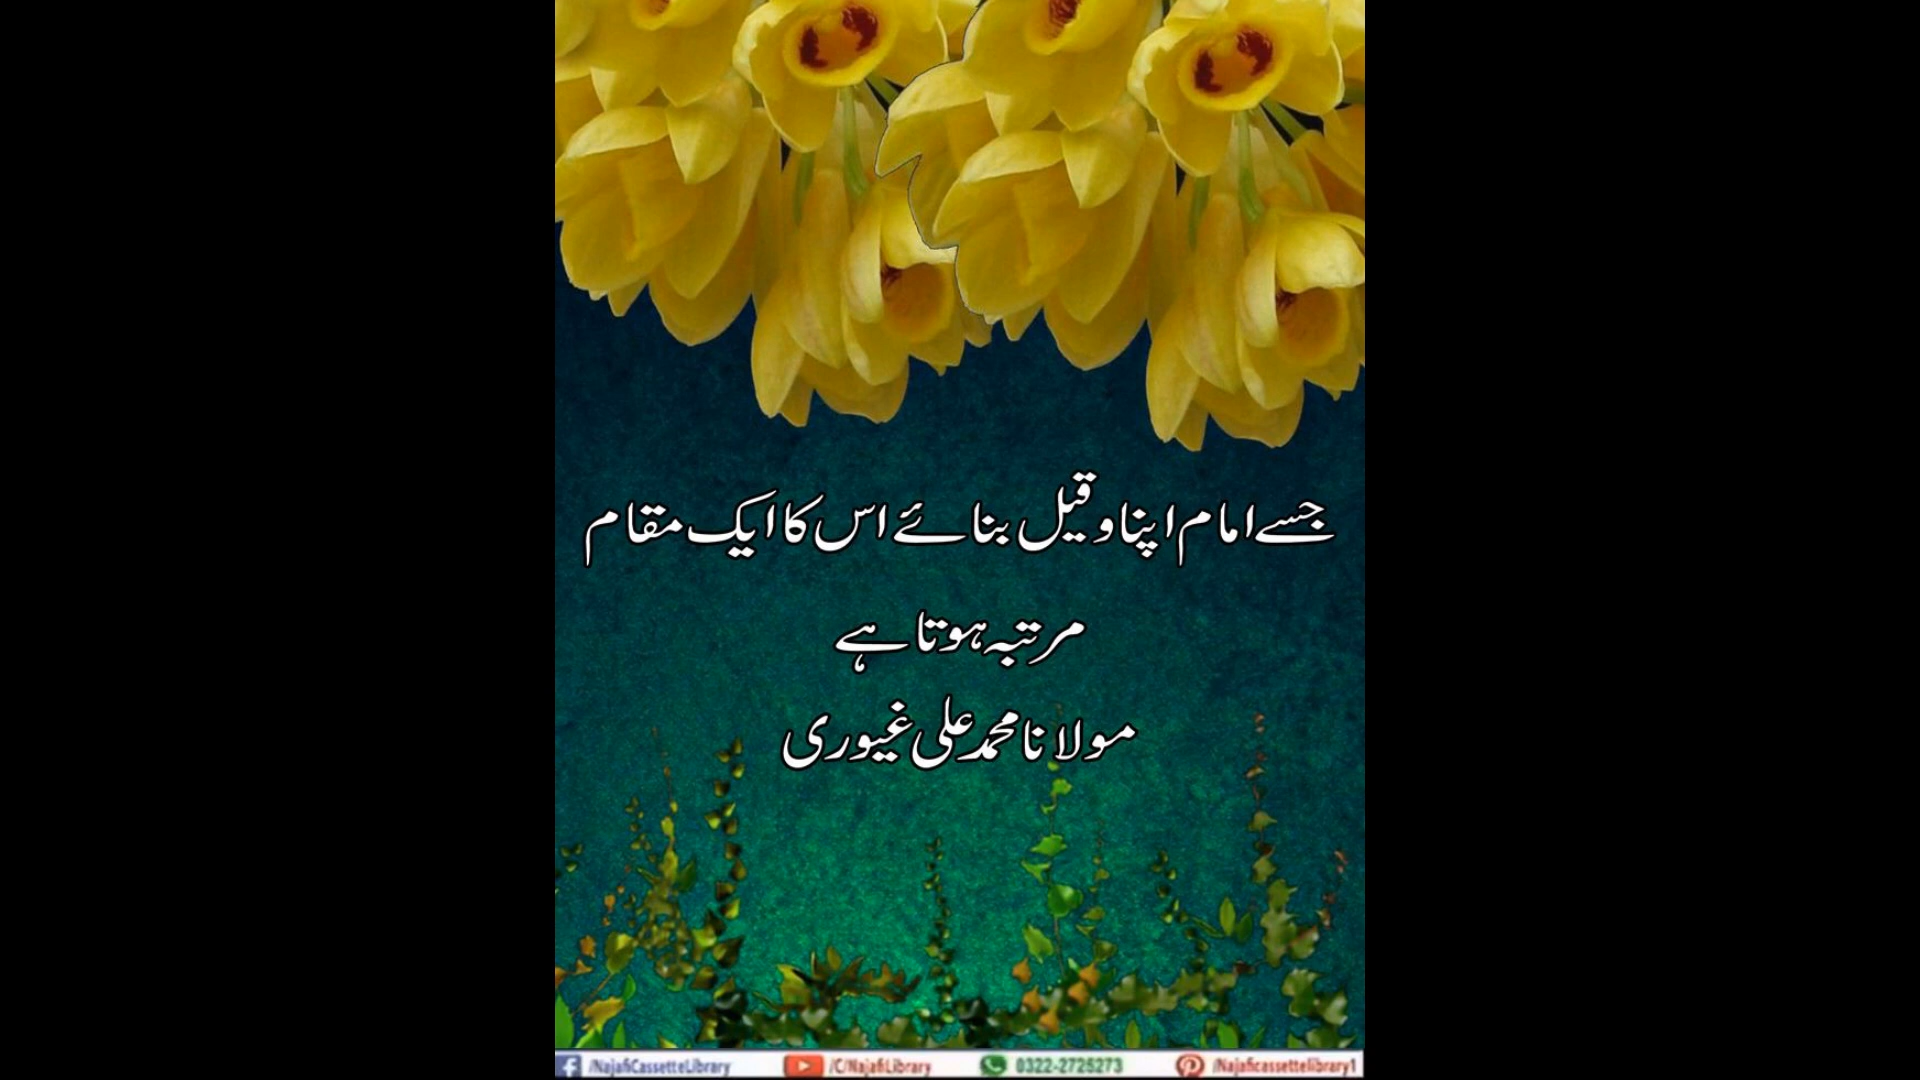 جسے امام اپنا وقیل بنائے اس کا ایک مقام
مرتبہ ہوتا ہے
مولانا محمد علی غیوری
/NajafiCassetteLibrary /C/NajafiLibrary 0322-2725273 /Najaficassettelibrary1